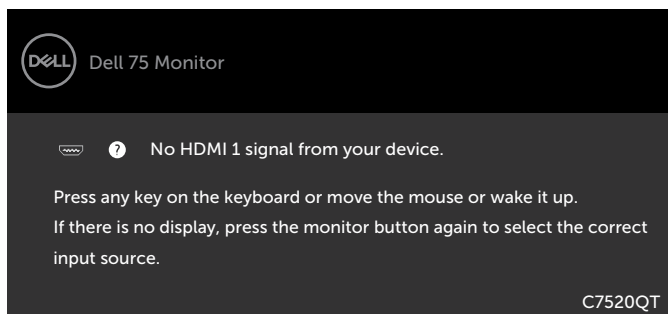 DELL Dell 75 Monitor
? No HDMI 1 signal from your device.
Press any key on the keyboard or move the mouse or wake it up.
If there is no display, press the monitor button again to select the correct
input source.
C7520QT